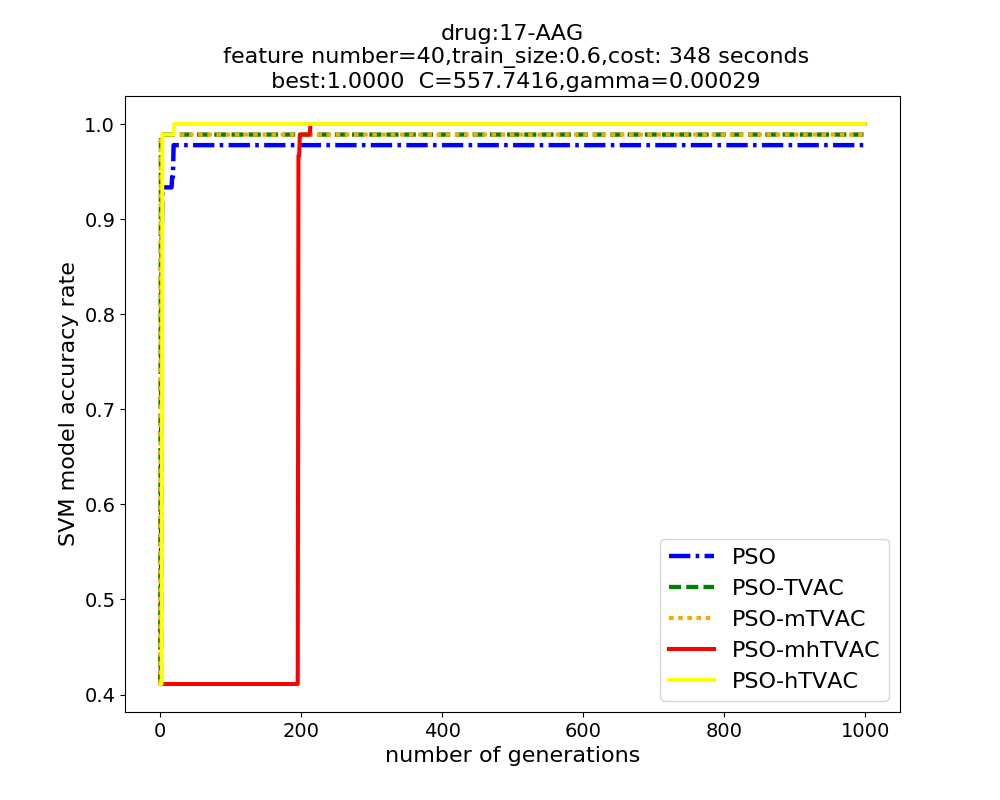 drug:17-AAG
feature number=40,train_size:0.6,cost: 348 seconds
best:1.0000  C=557.7416,gamma=0.00029
SVM model accuracy rate
1.0
0.9
0.8
0.7
0.6
0.5
0.4
0
200
400
600
800
1000
number of generations
PSO
PSO-TVAC
PSO-mTVAC
PSO-mhTVAC
PSO-hTVAC